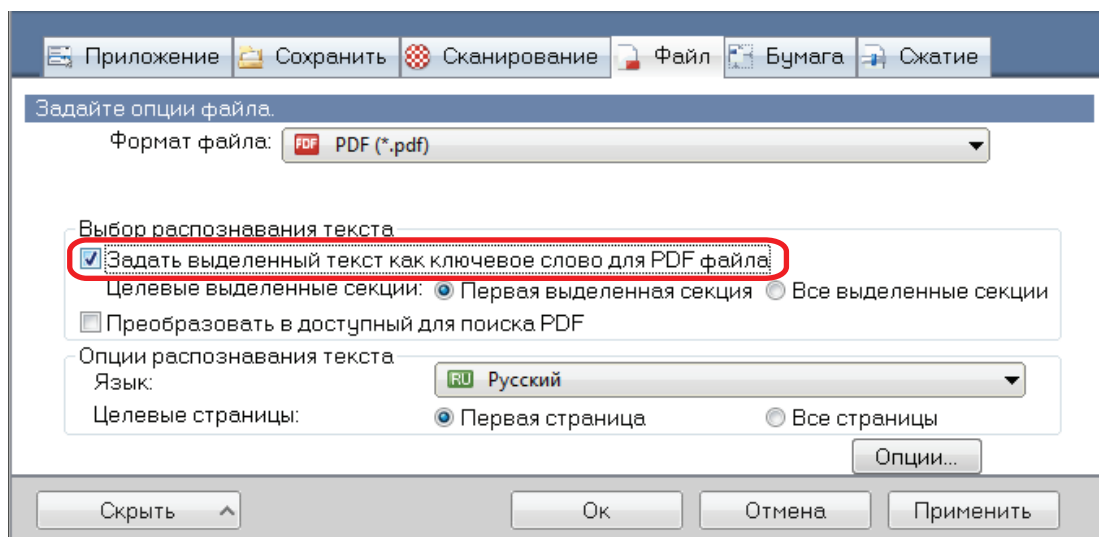 Приложение Сохранить Сканирование Файл Бумага Сжатие
Задайте опции файла.
Формат файла: PDF PDF (*.pdf)
Выбор распознавания текста
Задать выделенный текст как ключевое слово для PDF файла
Целевые выделенные секции: Первая выделенная секция Все выделенные секции
Преобразовать в доступный для поиска PDF
Опции распознавания текста
Язык: RU Русский
Целевые страницы: Первая страница Все страницы
Опции...
Скрыть Ок Отмена Применить